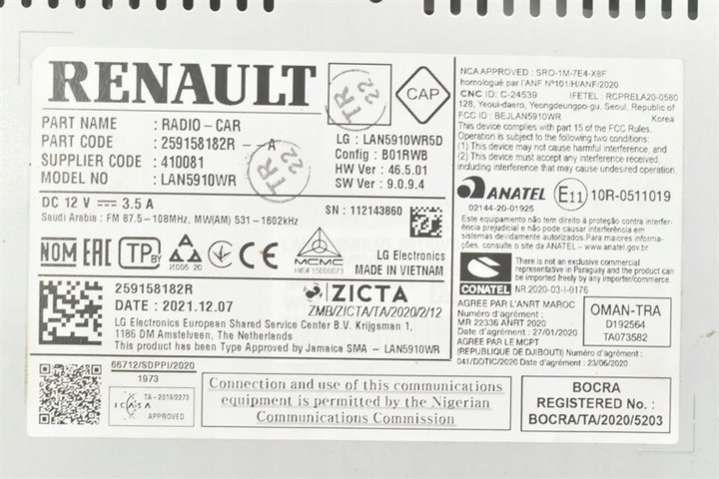 RENAULT
TR
22
CAP
PART NAME : RADIO-CAR
PART CODE : 259158182R--A
SUPPLIER CODE : 410081
MODEL NO : LAN5910WR
TR
22
LG : LAN5910WR5D
Config : B01RWB
HW Ver : 46.5.01
SW Ver : 9.0.9.4
DC 12 V 3.5 A
Saudi Arabia : FM 87.5-108MHz, MW(AM) 531-1602kHz
SN : 112143860
NOM EAC TP CE
MCMC
LG Electronics
MADE IN VIETNAM
259158182R
DATE : 2021.12.07
ZICTA
ZMB/ZICTA/TA/2020/2/12
LG Electronics European Shared Service Center B.V. Krijgsman 1,
1186 DM Amstelveen, The Netherlands
This product has been Type Approved by Jamaica SMA - LAN5910WR
66712/SDPPI/2020
1973
ICASA
TA-2019/2273
APPROVED
Connection and use of this communications
equipment is permitted by the Nigerian
Communications Commission
NCA APPROVED : SRO-1M-7E4-X8F
homologué par l'ANF N°101:H/ANF/2020
CNC ID : C-24539 IFETEL: RCPRELA20-0580
128, Yeoui-daero, Yeongdeungpo-gu, Seoul, Republic of
FCC ID : BEJLAN5910WR Korea
This device complies with part 15 of the FCC Rules.
Operation is subject to the following two conditions:
(1) This device may not cause harmful interference, and
(2) This device must accept any interference received,
including interference that may cause undesired
operation.
ANATEL
02144-20-01925
E11 10R-0511019
Este equipamento não tem direito à proteção contra interfer-
ência prejudicial e não pode causar interferência em
sistemas devidamente autorizados. Para maiores informa-
ções, consulte o site da ANATEL - www.anatel.gov.br
CONATEL
There is not an exclusive commercial
representative in Paraguay and the product can
be imported freely by any supplier/commerce.
NR 2020-03-I-0176
AGREE PAR L'ANRT MAROC
Numéro d'agrément :
MR 22336 ANRT 2020
Date d'agrément : 27/01/2020
AGREE PAR LE MCPT
(REPUBLIQUE DE DJIBOUTI) Numéro d'agrément :
041/DDTIC/2020 Date d'agrément : 23/06/2020
OMAN-TRA
D192564
TA073582
BOCRA
REGISTERED No. :
BOCRA/TA/2020/5203